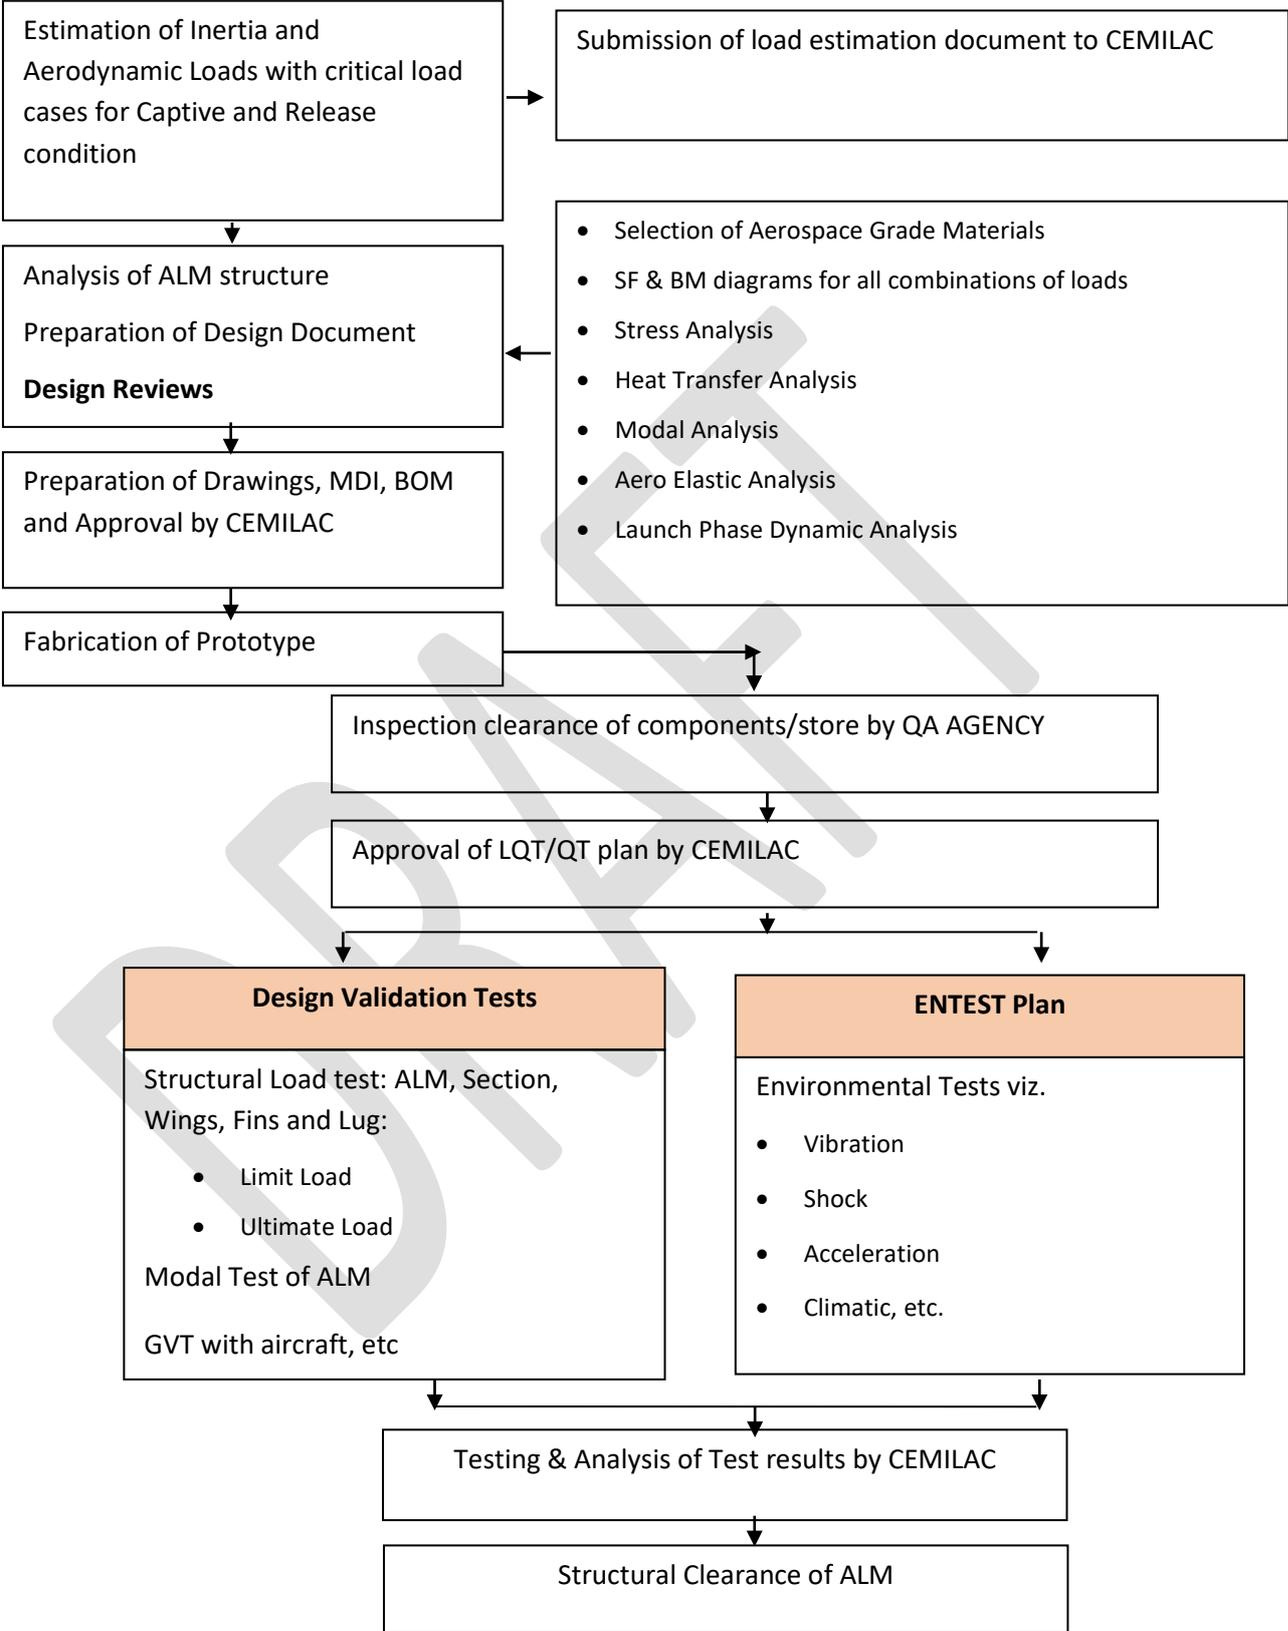 Estimation of Inertia and
Aerodynamic Loads with critical load
cases for Captive and Release
condition
Submission of load estimation document to CEMILAC
Analysis of ALM structure
Preparation of Design Document
Design Reviews
• Selection of Aerospace Grade Materials
• SF & BM diagrams for all combinations of loads
• Stress Analysis
• Heat Transfer Analysis
• Modal Analysis
• Aero Elastic Analysis
• Launch Phase Dynamic Analysis
Preparation of Drawings, MDI, BOM
and Approval by CEMILAC
Fabrication of Prototype
Inspection clearance of components/store by QA AGENCY
Approval of LQT/QT plan by CEMILAC
Design Validation Tests
Structural Load test: ALM, Section,
Wings, Fins and Lug:
• Limit Load
• Ultimate Load
Modal Test of ALM
GVT with aircraft, etc
ENTEST Plan
Environmental Tests viz.
• Vibration
• Shock
• Acceleration
• Climatic, etc.
Testing & Analysis of Test results by CEMILAC
Structural Clearance of ALM
DRAFT